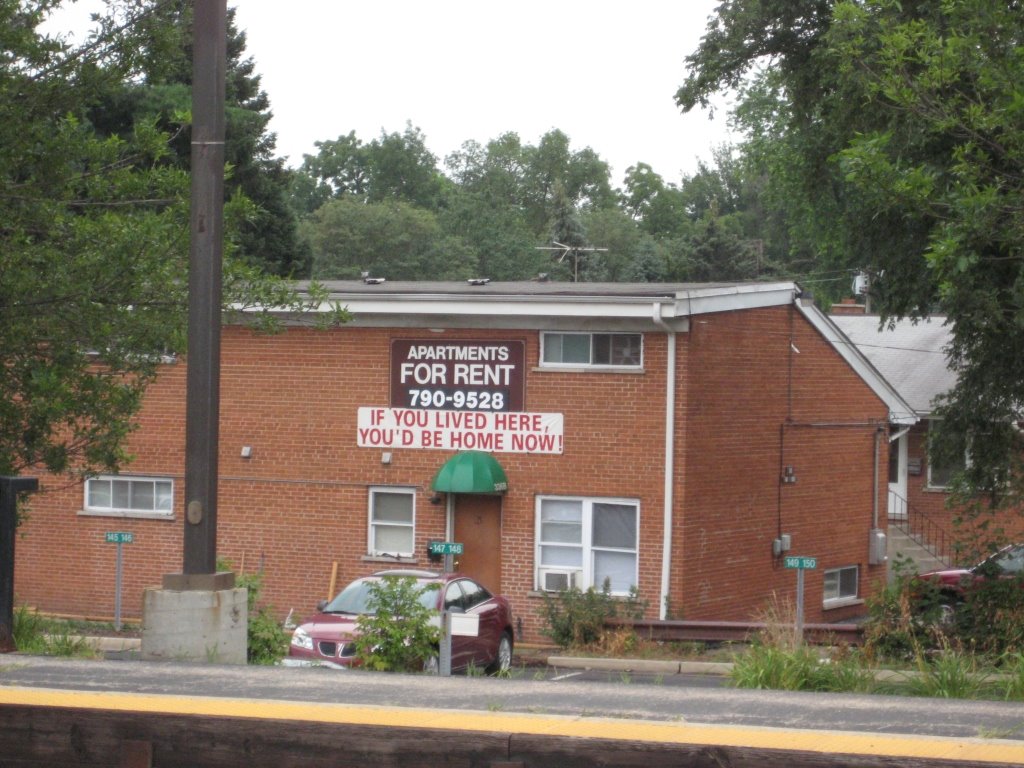 APARTMENTS
FOR RENT
790-9528
IF YOU LIVED HERE,
YOU'D BE HOME NOW!
145 146
147 148
149 150